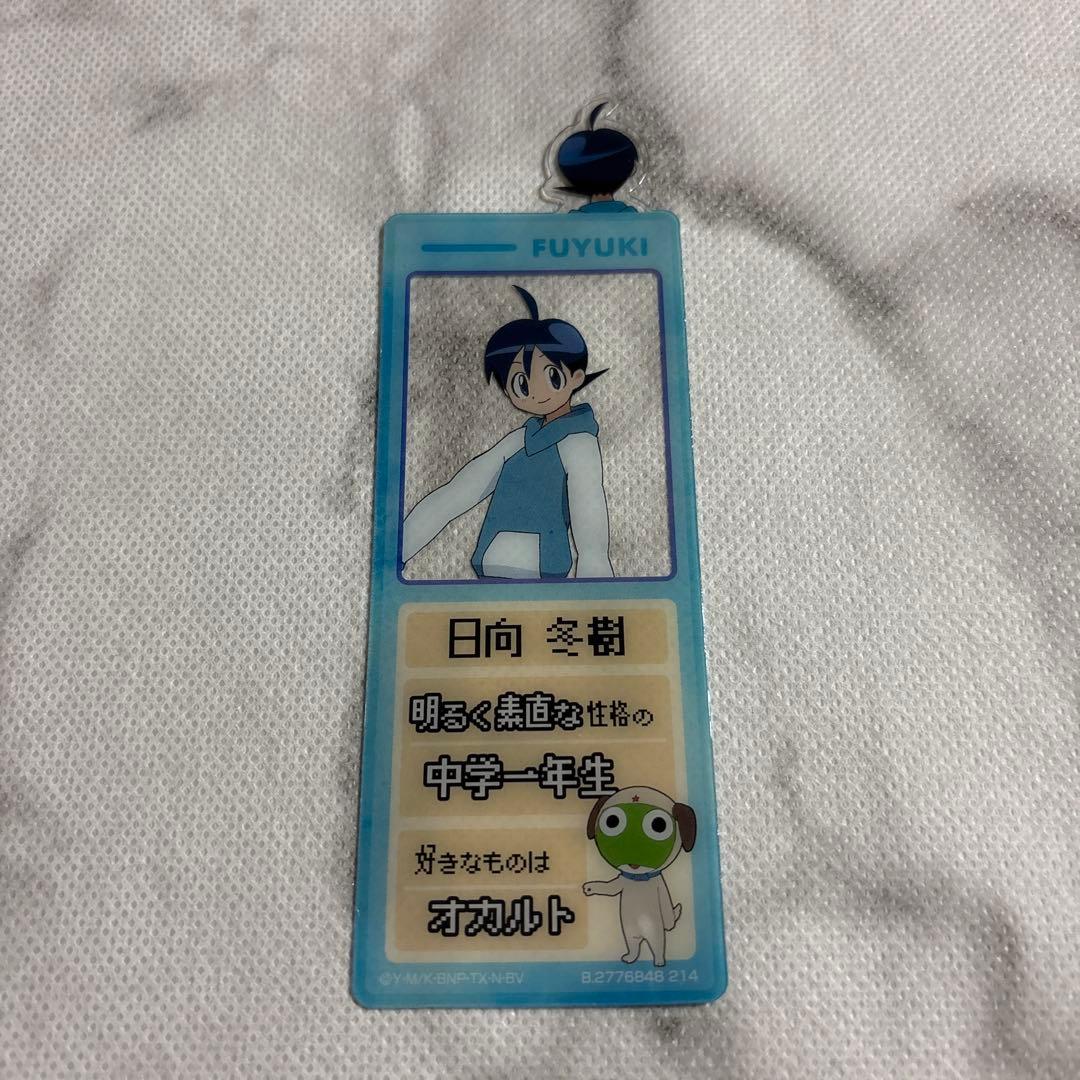 FUYUKI
日向 冬樹
明るく素直な性格の
中学一年生
好きなものは
オカルト
©Y・M/K・BNP・TX・N・BV
B.2776848 214